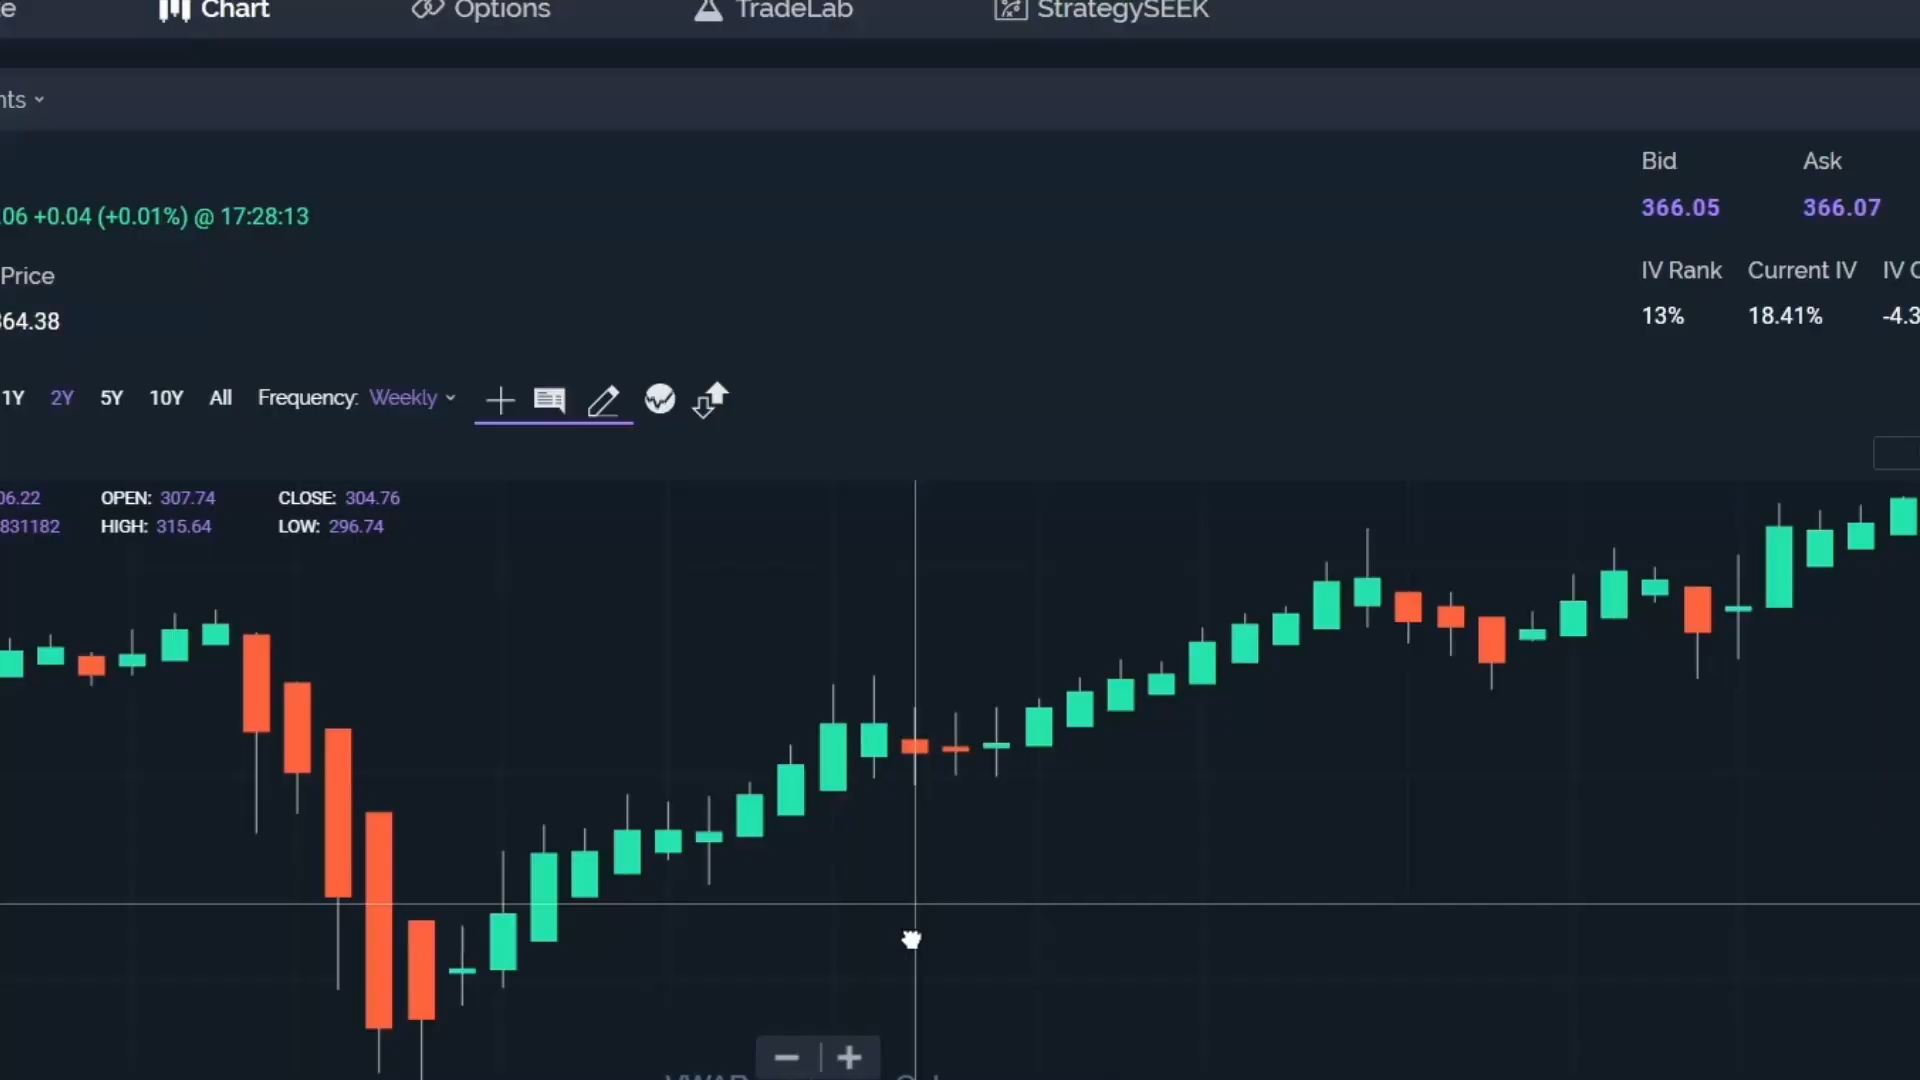 Chart Options TradeLab StrategySEEK
nts
Bid Ask
.06 +0.04 (+0.01%) @ 17:28:13
366.05 366.07
Price
IV Rank Current IV IV C
364.38
13% 18.41% -4.3
1Y 2Y 5Y 10Y All Frequency: Weekly
06.22 OPEN: 307.74 CLOSE: 304.76
831182 HIGH: 315.64 LOW: 296.74